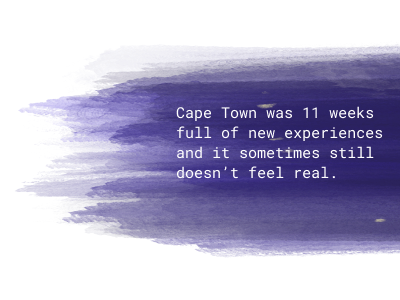 Cape Town was 11 weeks
full of new experiences
and it sometimes still
doesn’t feel real.